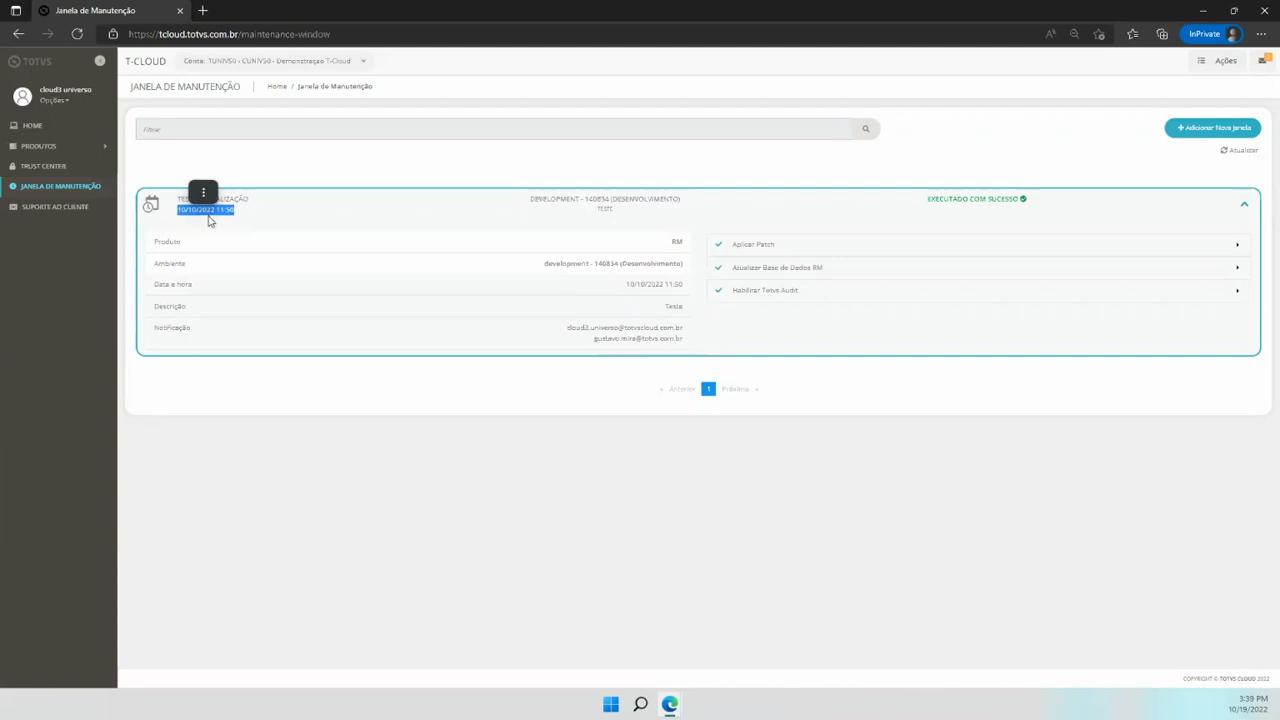 Janela de Manutenção
https://tcloud.totvs.com.br/maintenance-window
InPrivate
TOTVS
T-CLOUD
Conta: TUNIVS0 - CUNIVS0 - Demonstração T-Cloud
Ações
cloud3 universo
Opções
JANELA DE MANUTENÇÃO
Home / Janela de Manutenção
HOME
PRODUTOS
TRUST CENTER
JANELA DE MANUTENÇÃO
SUPORTE AO CLIENTE
Filtrar
Adicionar Nova Janela
Atualizar
10/10/2022 11:50
DEVELOPMENT - 140834 (DESENVOLVIMENTO)
TESTE
EXECUTADO COM SUCESSO
Produto RM
Ambiente development - 140834 (Desenvolvimento)
Data e hora 10/10/2022 11:50
Descrição Teste
Notificação cloud3.universo@totvscloud.com.br
gustavo.mira@totvs.com.br
Aplicar Patch
Atualizar Base de Dados RM
Habilitar Totvs Audit
« Anterior 1 Próximo »
COPYRIGHT © TOTVS CLOUD 2022
3:39 PM
10/19/2022